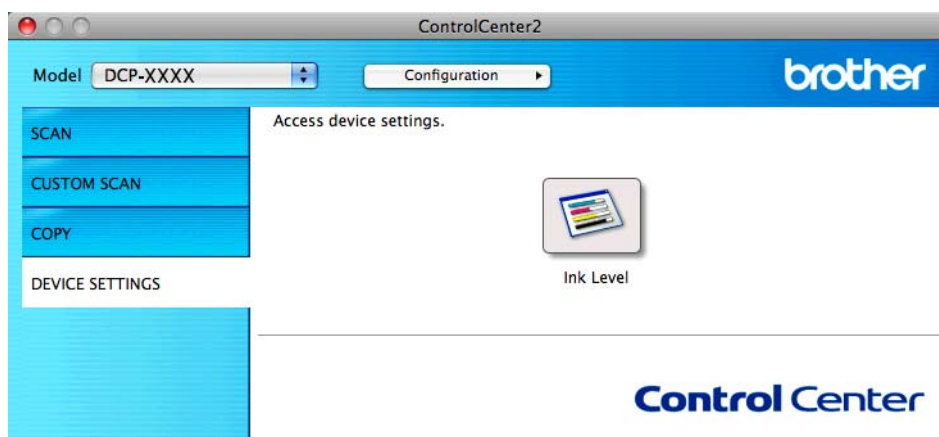 ControlCenter2
Model DCP-XXXX Configuration brother
SCAN
Access device settings.
CUSTOM SCAN
COPY
DEVICE SETTINGS
Ink Level
Control Center